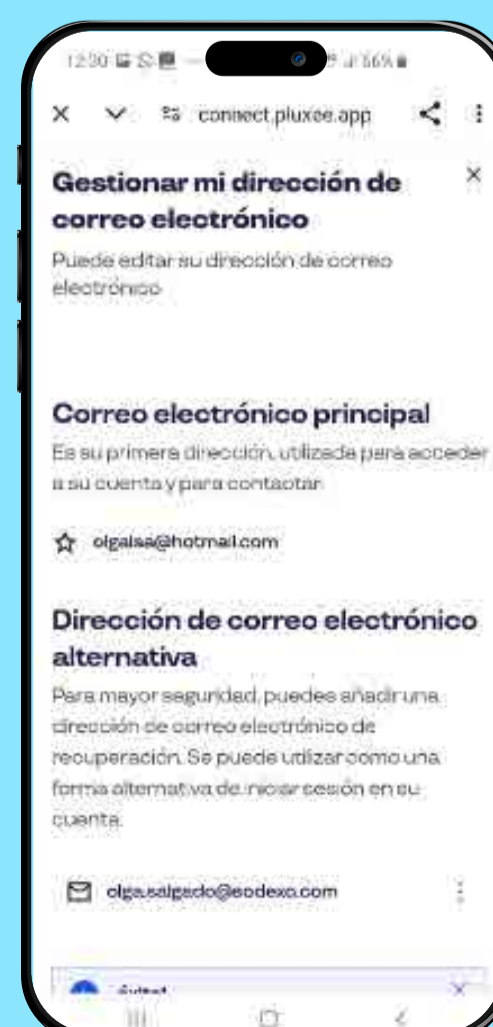 12:30
66%
connect.pluxee.app
Gestionar mi dirección de
correo electrónico
Puede editar su dirección de correo
electrónico
Correo electrónico principal
Es su primera dirección, utilizada para acceder
a su cuenta y para contactar.
olgalsa@hotmail.com
Dirección de correo electrónico
alternativa
Para mayor seguridad, puedes añadir una
dirección de correo electrónico de
recuperación. Se puede utilizar como una
forma alternativa de iniciar sesión en su
cuenta.
olga.salgado@sodexo.com